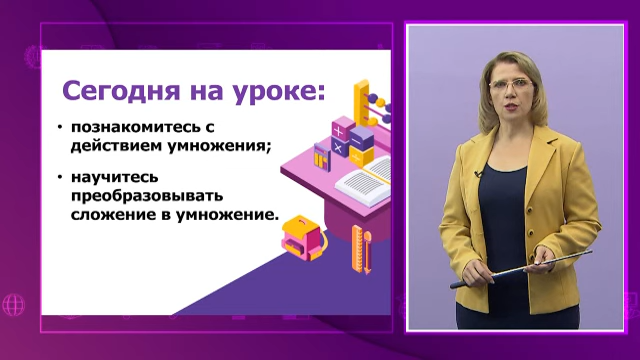 Сегодня на уроке:
• познакомитесь с
действием умножения;
• научитесь
преобразовывать
сложение в умножение.